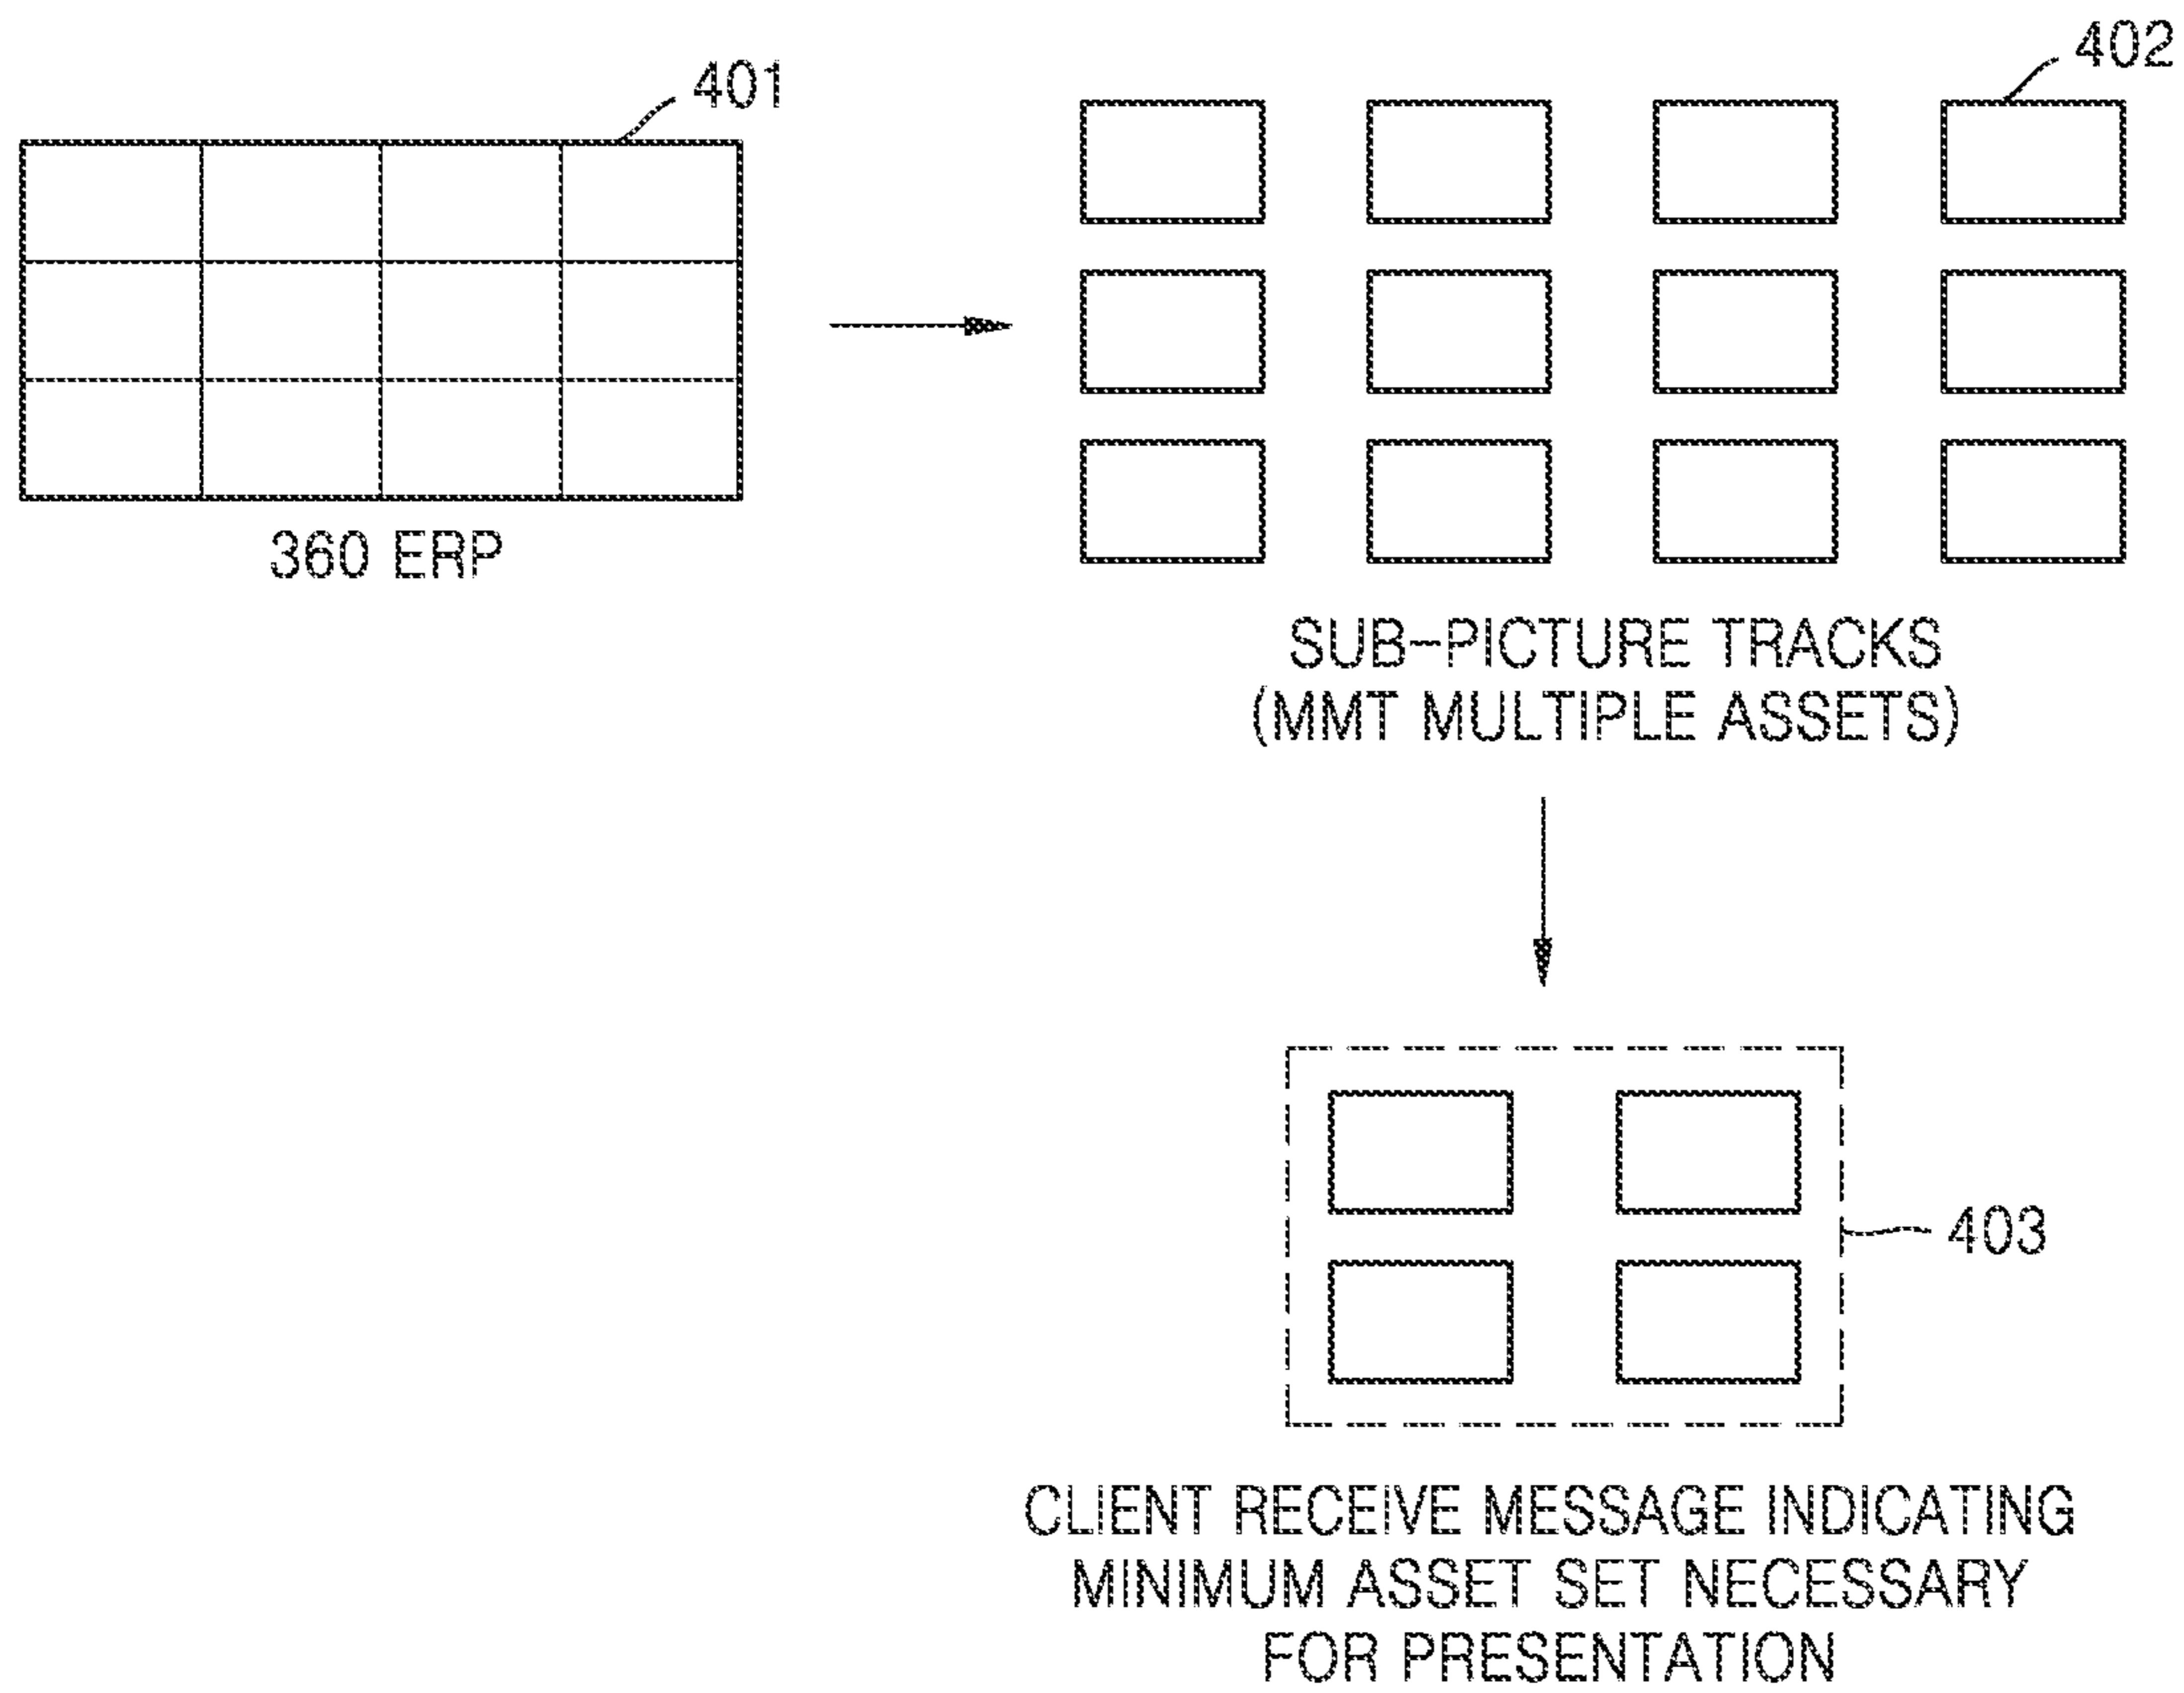 401
402
360 ERP
SUB-PICTURE TRACKS
(MMT MULTIPLE ASSETS)
403
CLIENT RECEIVE MESSAGE INDICATING
MINIMUM ASSET SET NECESSARY
FOR PRESENTATION